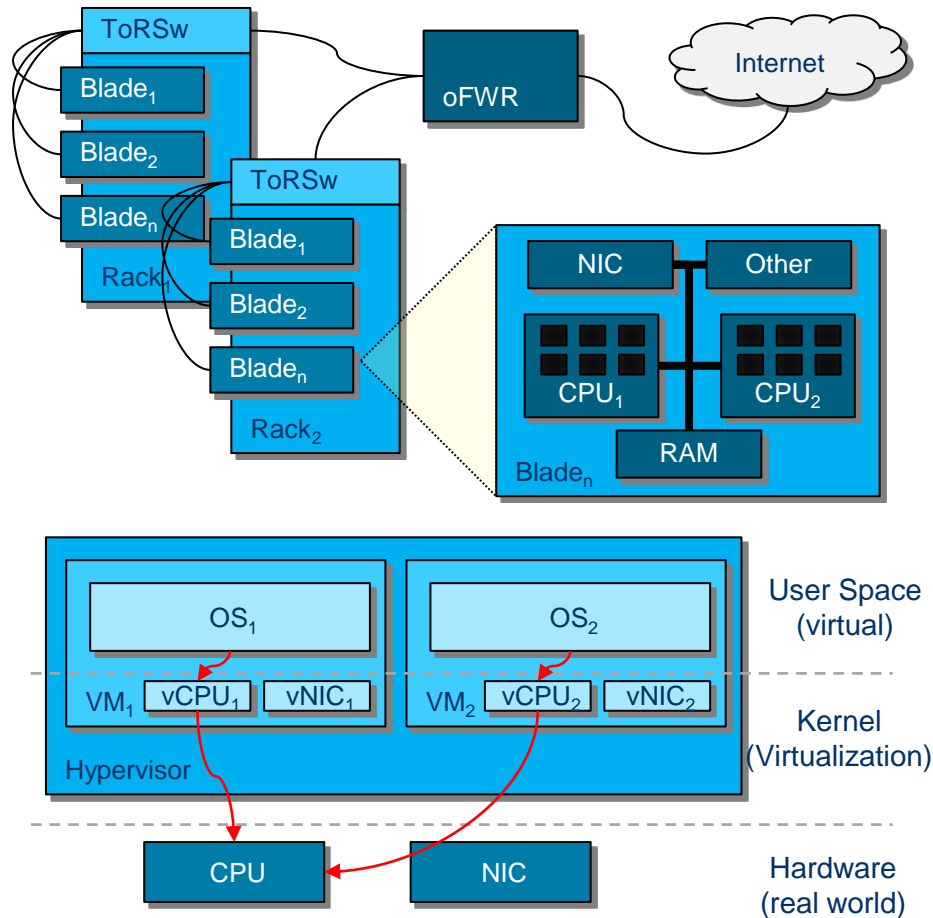 ToRSw
Blade1
Blade2
Bladen
Rack1
ToRSw
Blade1
Blade2
Bladen
Rack2
oFWR
Internet
NIC
Other
CPU1
CPU2
RAM
Bladen
OS1
OS2
User Space
(virtual)
VM1
vCPU1
vNIC1
VM2
vCPU2
vNIC2
Kernel
(Virtualization)
Hypervisor
CPU
NIC
Hardware
(real world)